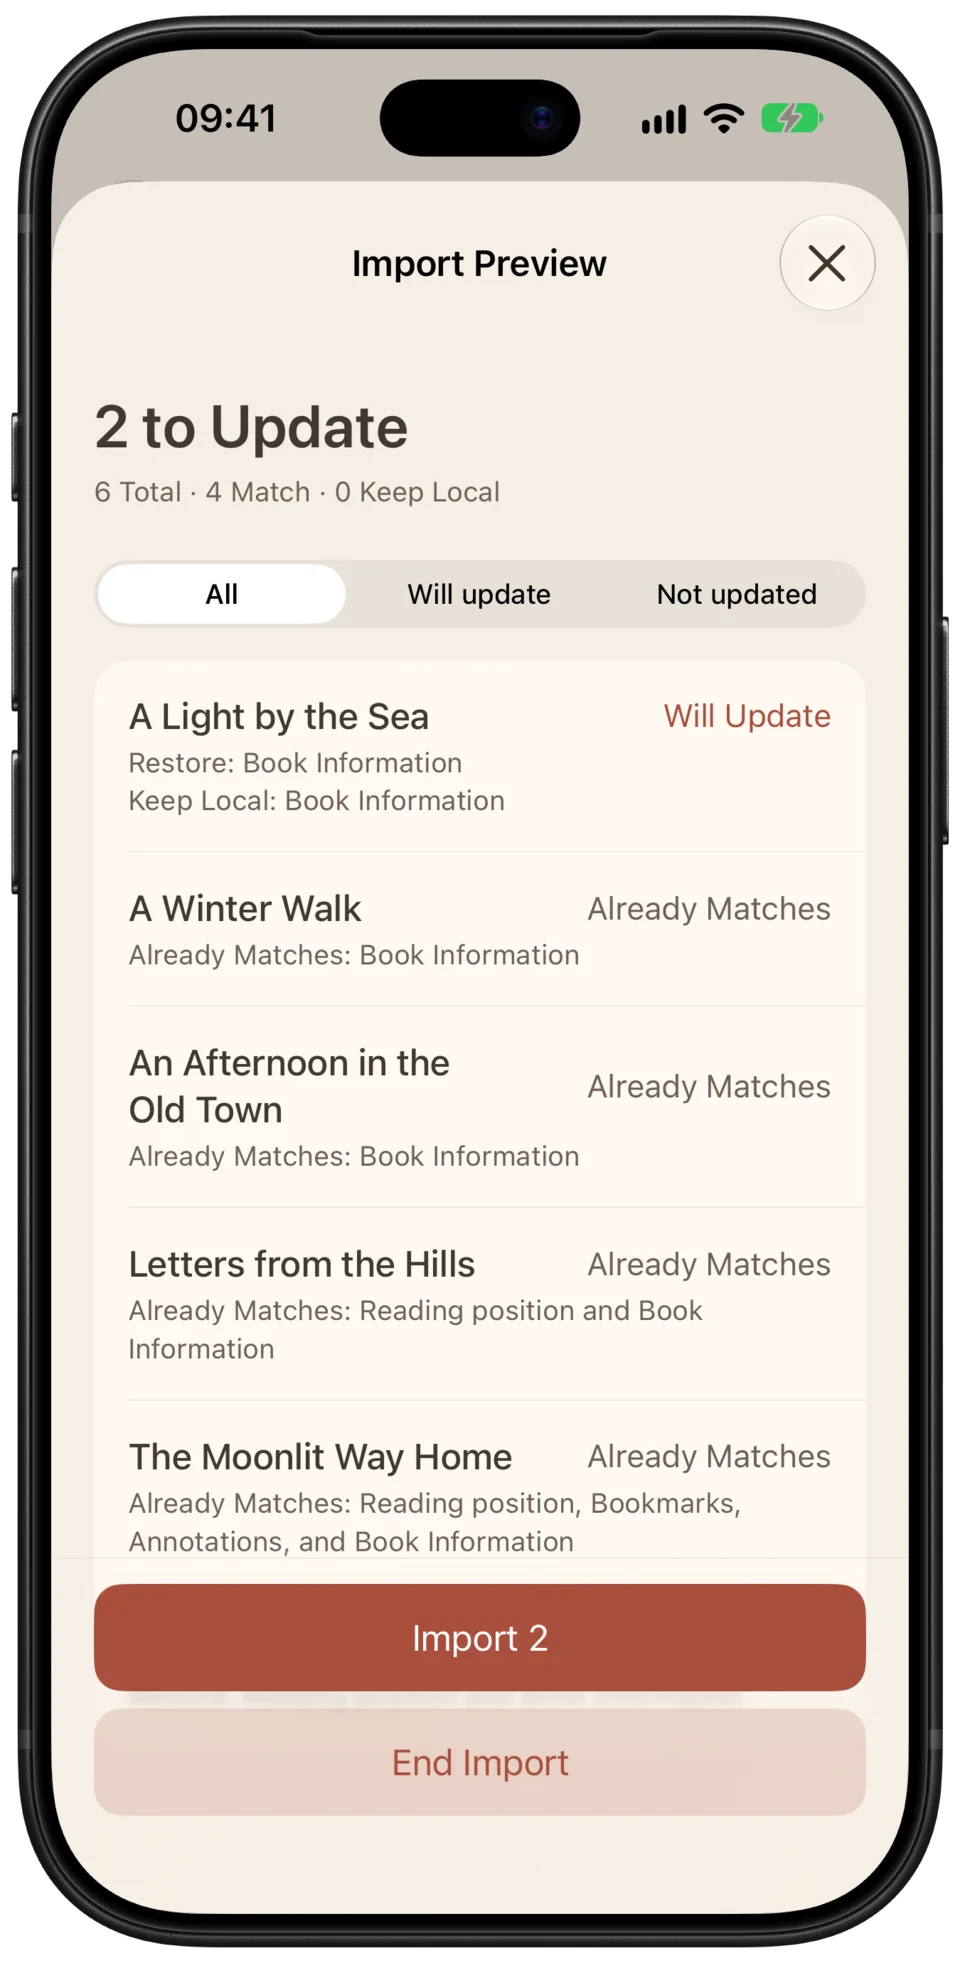 09:41
Import Preview
2 to Update
6 Total · 4 Match · 0 Keep Local
All
Will update
Not updated
A Light by the Sea
Will Update
Restore: Book Information
Keep Local: Book Information
A Winter Walk
Already Matches
Already Matches: Book Information
An Afternoon in the
Old Town
Already Matches
Already Matches: Book Information
Letters from the Hills
Already Matches
Already Matches: Reading position and Book
Information
The Moonlit Way Home
Already Matches
Already Matches: Reading position, Bookmarks,
Annotations, and Book Information
Import 2
End Import